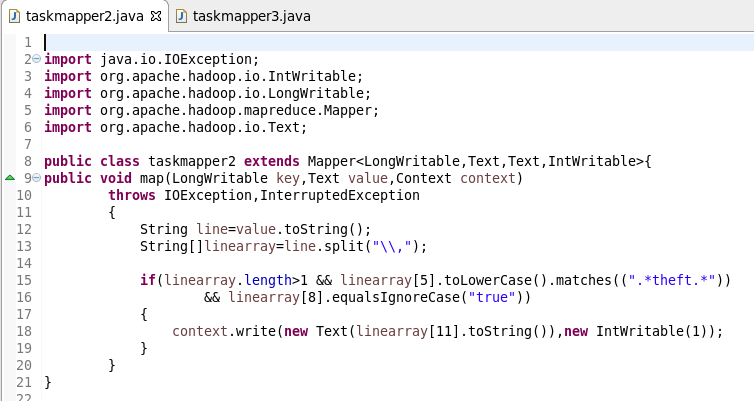 taskmapper2.java taskmapper3.java
1
2 import java.io.IOException;
3 import org.apache.hadoop.io.IntWritable;
4 import org.apache.hadoop.io.LongWritable;
5 import org.apache.hadoop.mapreduce.Mapper;
6 import org.apache.hadoop.io.Text;
7
8 public class taskmapper2 extends Mapper<LongWritable,Text,Text,IntWritable>{
9 public void map(LongWritable key,Text value,Context context)
10 throws IOException,InterruptedException
11 {
12 String line=value.toString();
13 String[]linearray=line.split("\\,");
14
15 if(linearray.length>1 && linearray[5].toLowerCase().matches((".*theft.*"))
16 && linearray[8].equalsIgnoreCase("true"))
17 {
18 context.write(new Text(linearray[11].toString()),new IntWritable(1));
19 }
20 }
21 }
22